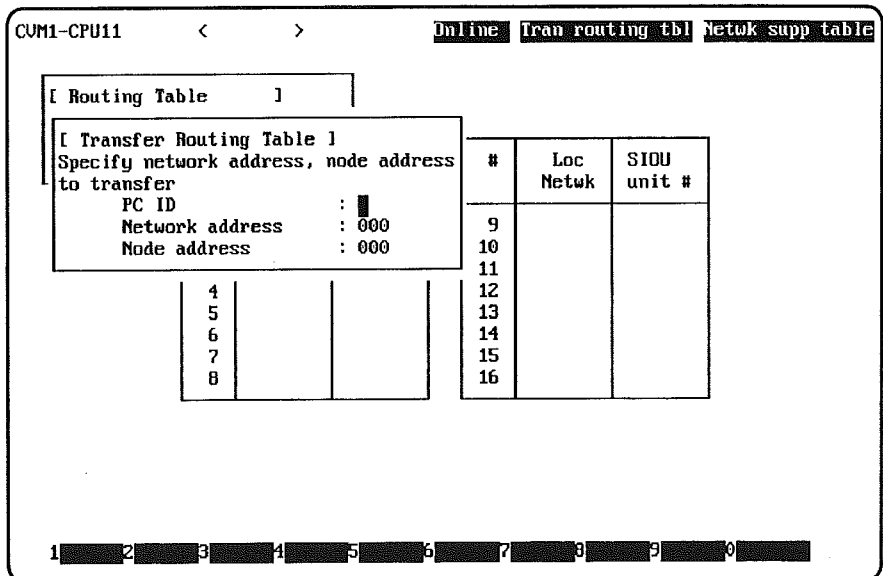 CVM1-CPU11 < > Online Tran routing tbl Netwk supp table
[ Routing Table ]
[ Transfer Routing Table ]
Specify network address, node address
to transfer
PC ID :
Network address : 000
Node address : 000
# Loc Netwk SIOU unit #
9
10
11
4 12
5 13
6 14
7 15
8 16
1 2 3 4 5 6 7 8 9 0